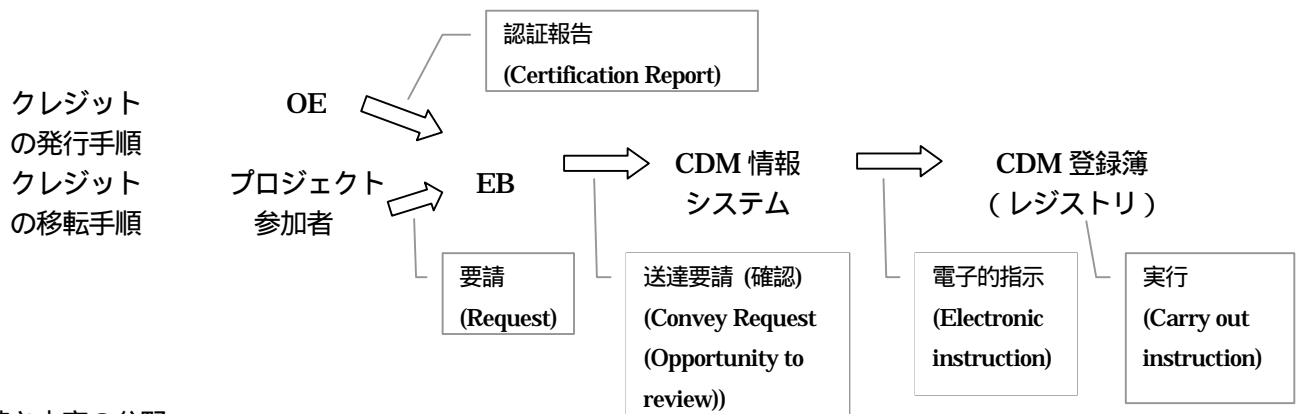 認証報告
(Certification Report)
クレジット
の発行手順
OE
クレジット
の移転手順
プロジェクト
参加者
EB
CDM 情報
システム
CDM 登録簿
(レジストリ)
要請
(Request)
送達要請 (確認)
(Convey Request
(Opportunity to
review))
電子的指示
(Electronic
instruction)
実行
(Carry out
instruction)